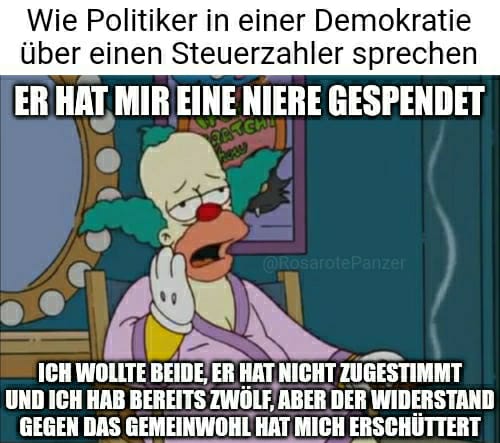 Wie Politiker in einer Demokratie
über einen Steuerzahler sprechen
ER HAT MIR EINE NIERE GESPENDET
RATCHY
@RosarotePanzer
ICH WOLLTE BEIDE, ER HAT NICHT ZUGESTIMMT
UND ICH HAB BEREITS ZWÖLF, ABER DER WIDERSTAND
GEGEN DAS GEMEINWOHL HAT MICH ERSCHÜTTERT